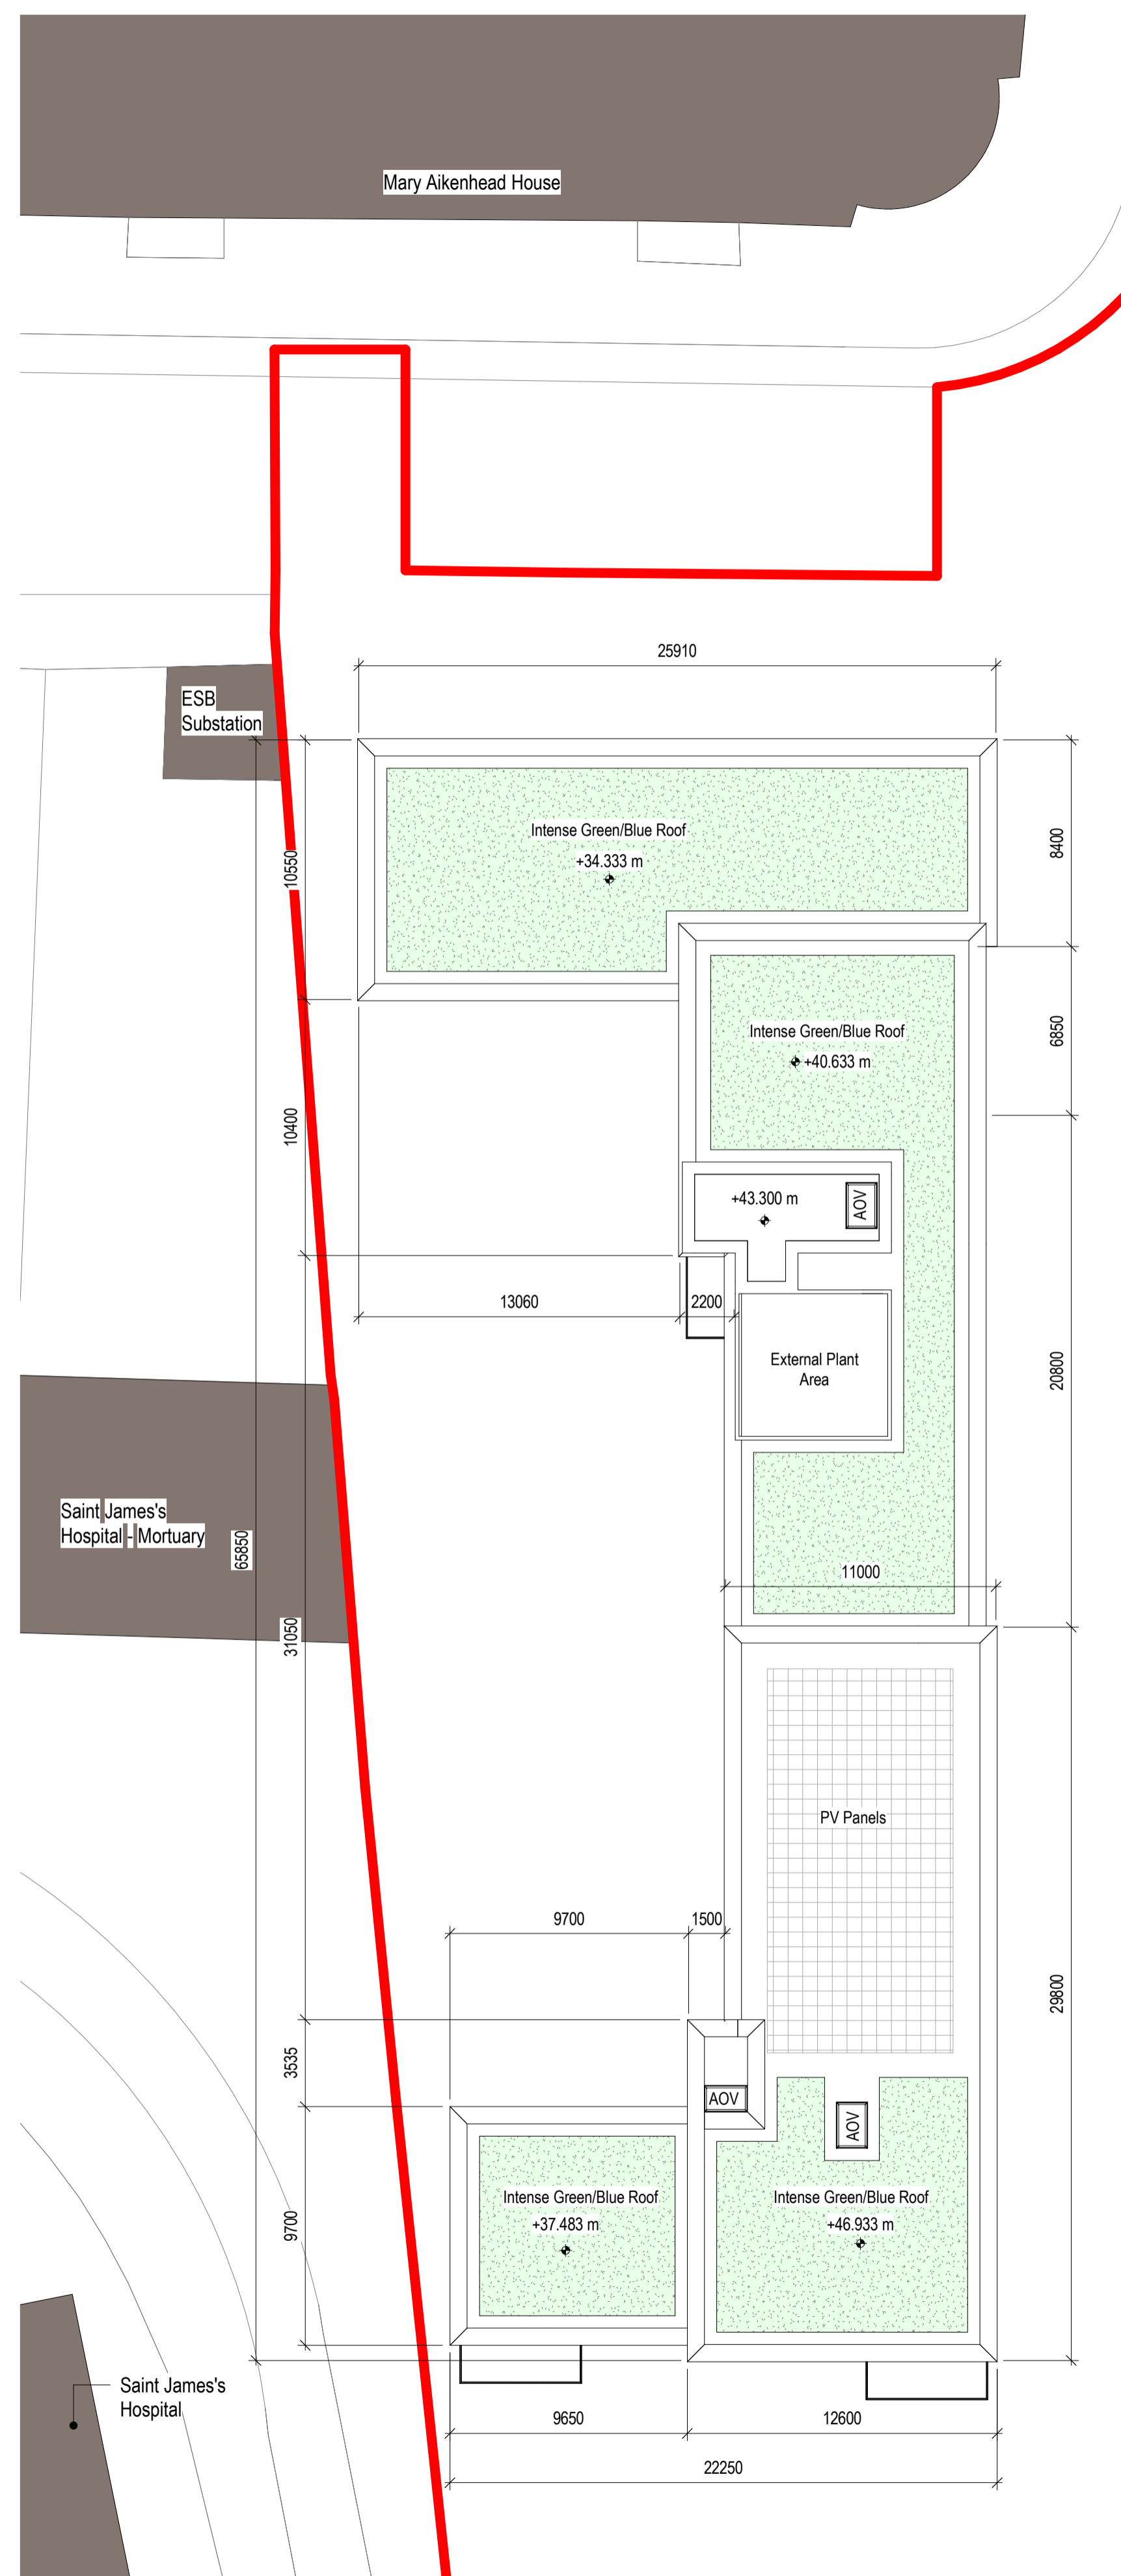 Mary Aikenhead House
25910
ESB
Substation
10550
8400
Intense Green/Blue Roof
+34.333 m
6850
Intense Green/Blue Roof
+40.633 m
10400
+43.300 m
AOV
13060
2200
External Plant
Area
20800
Saint James's
Hospital - Mortuary
65850
11000
31050
PV Panels
9700
1500
29800
3535
AOV
AOV
9700
Intense Green/Blue Roof
+37.483 m
Intense Green/Blue Roof
+46.933 m
Saint James's
Hospital
9650
12600
22250